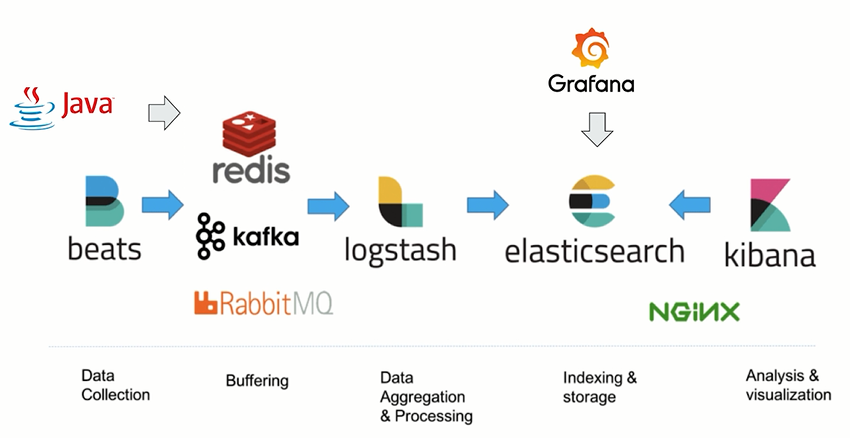 Grafana
Java
redis
beats
kafka
logstash
elasticsearch
kibana
RabbitMQ
NGINX
Data
Collection
Buffering
Data
Aggregation
& Processing
Indexing &
storage
Analysis &
visualization